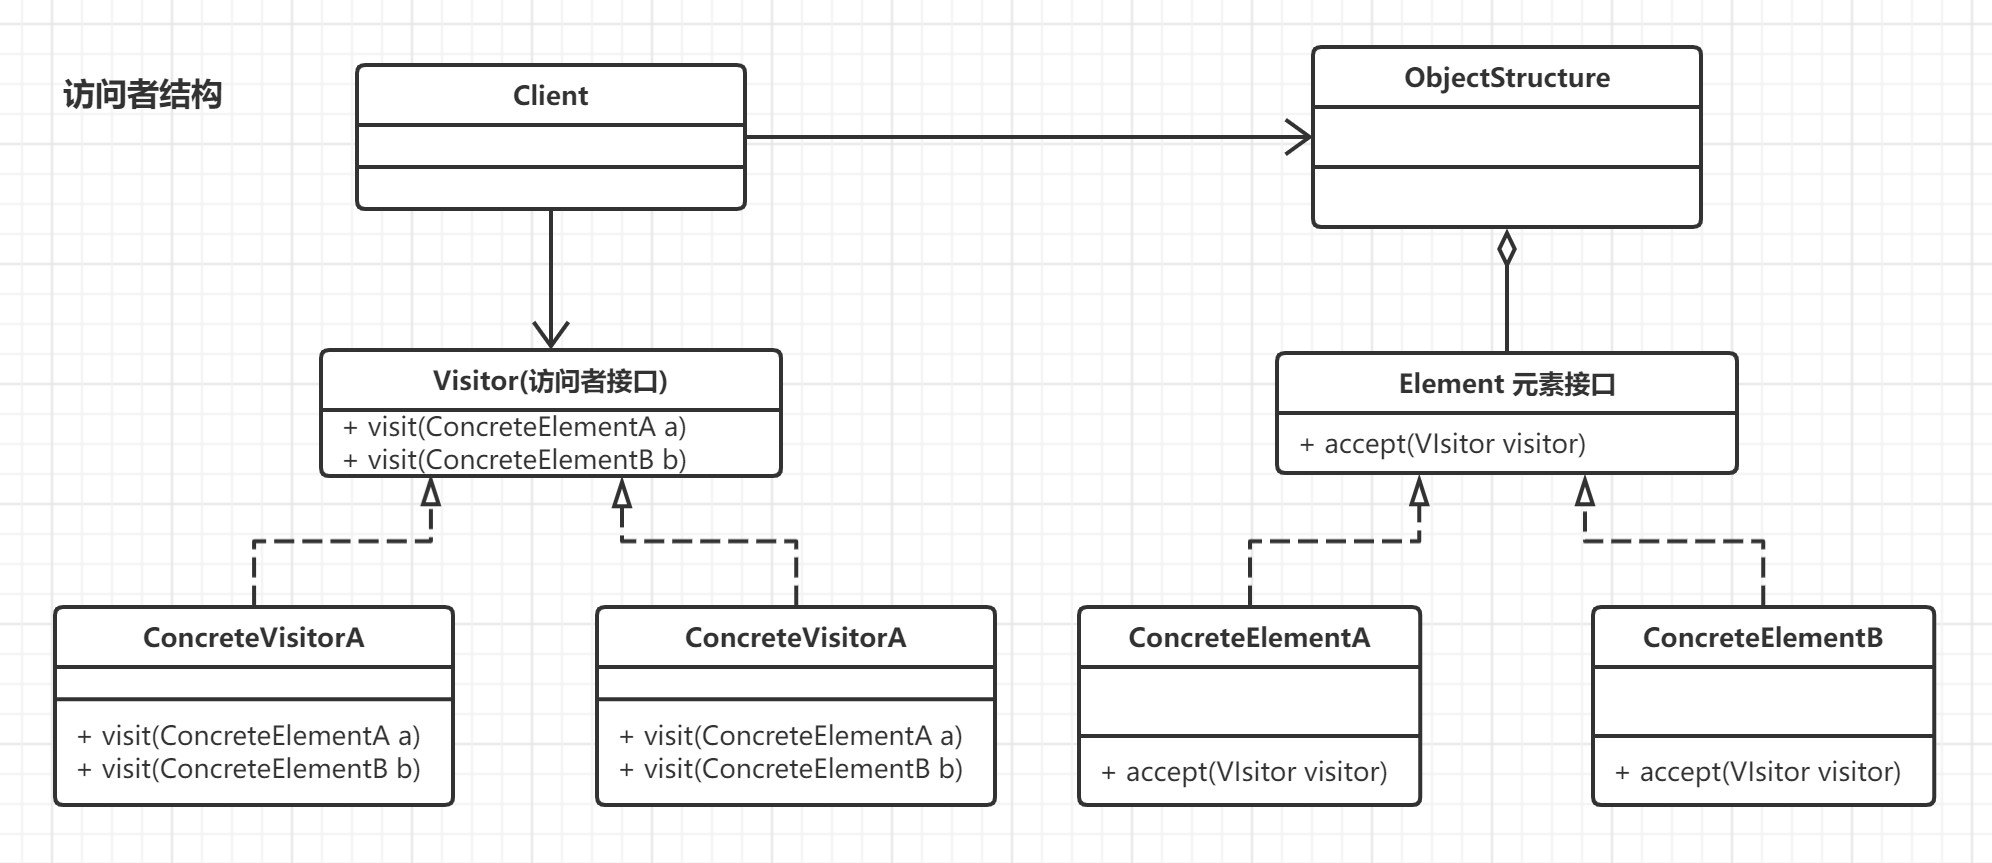 访问者结构
Client
ObjectStructure
Visitor(访问者接口)
+ visit(ConcreteElementA a)
+ visit(ConcreteElementB b)
Element 元素接口
+ accept(VIsitor visitor)
ConcreteVisitorA
+ visit(ConcreteElementA a)
+ visit(ConcreteElementB b)
ConcreteVisitorA
+ visit(ConcreteElementA a)
+ visit(ConcreteElementB b)
ConcreteElementA
+ accept(VIsitor visitor)
ConcreteElementB
+ accept(VIsitor visitor)